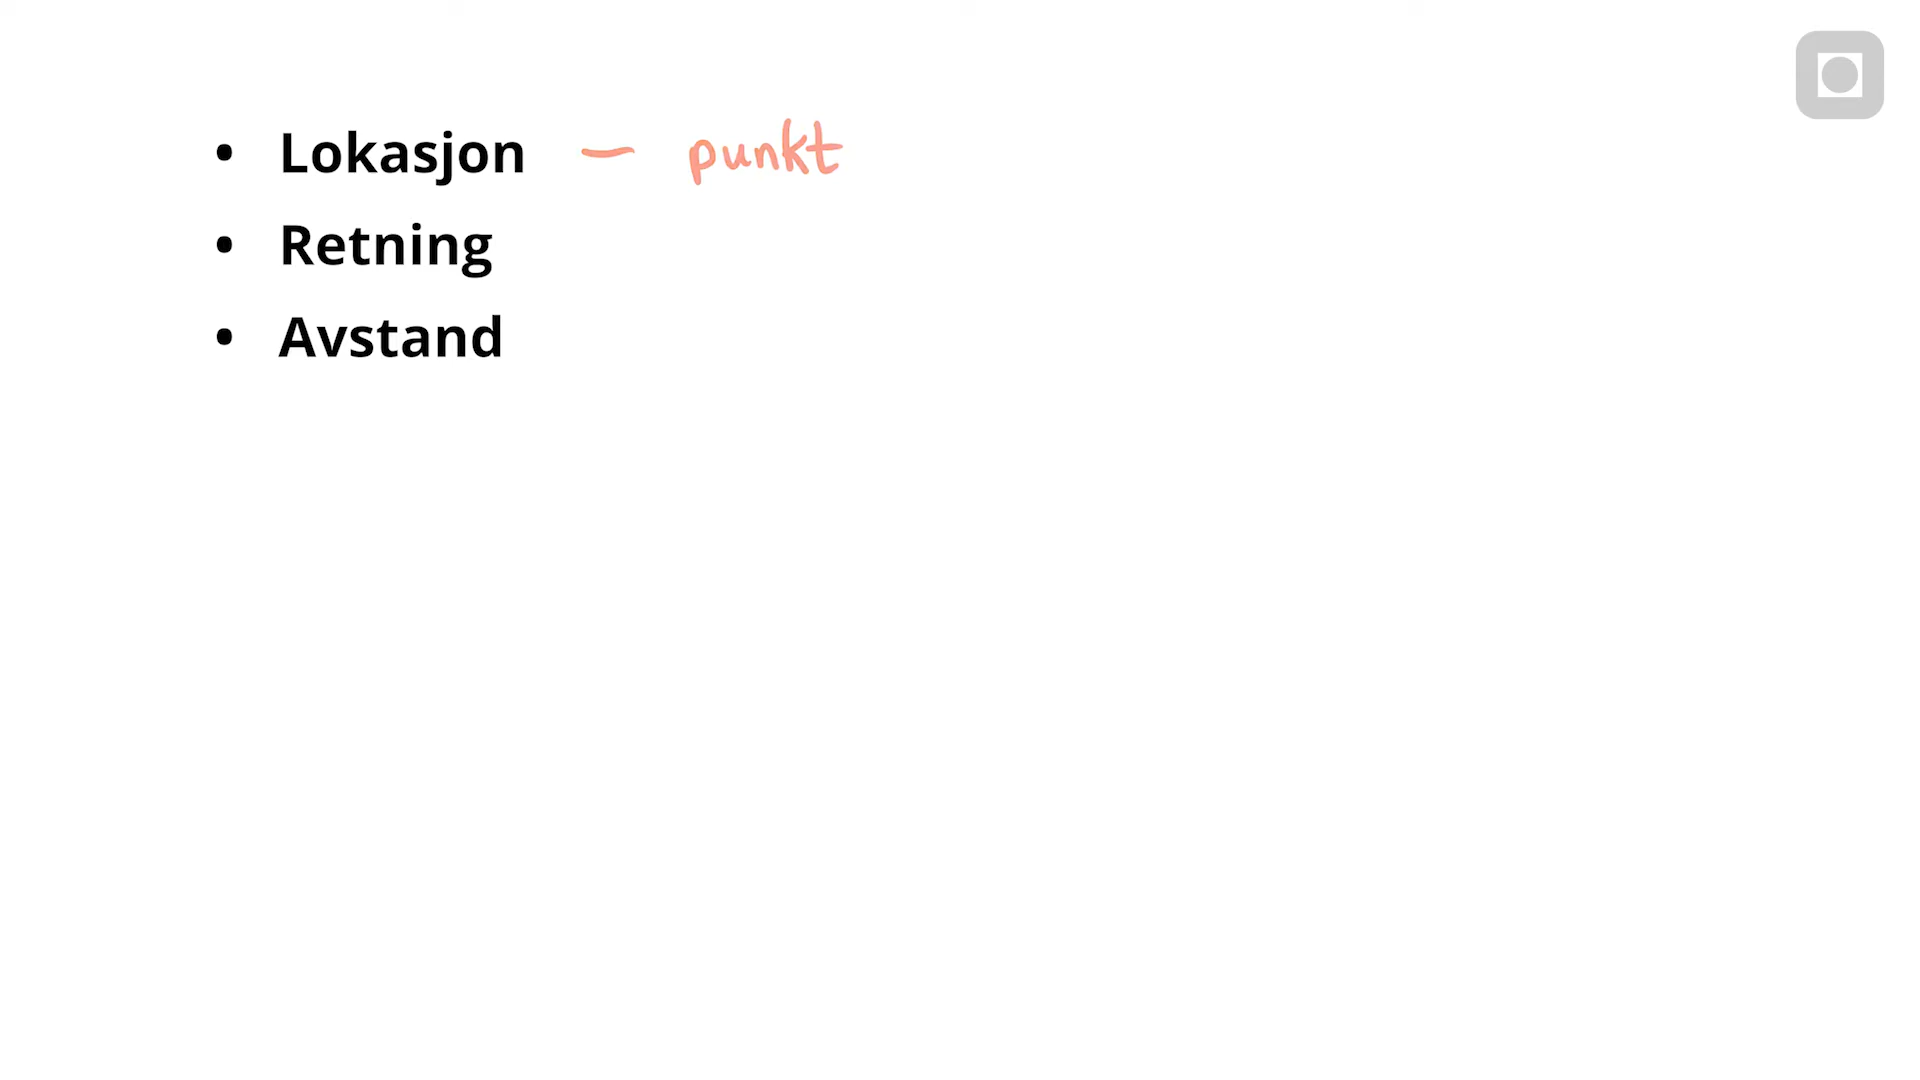 • Lokasjon — punkt
• Retning
• Avstand